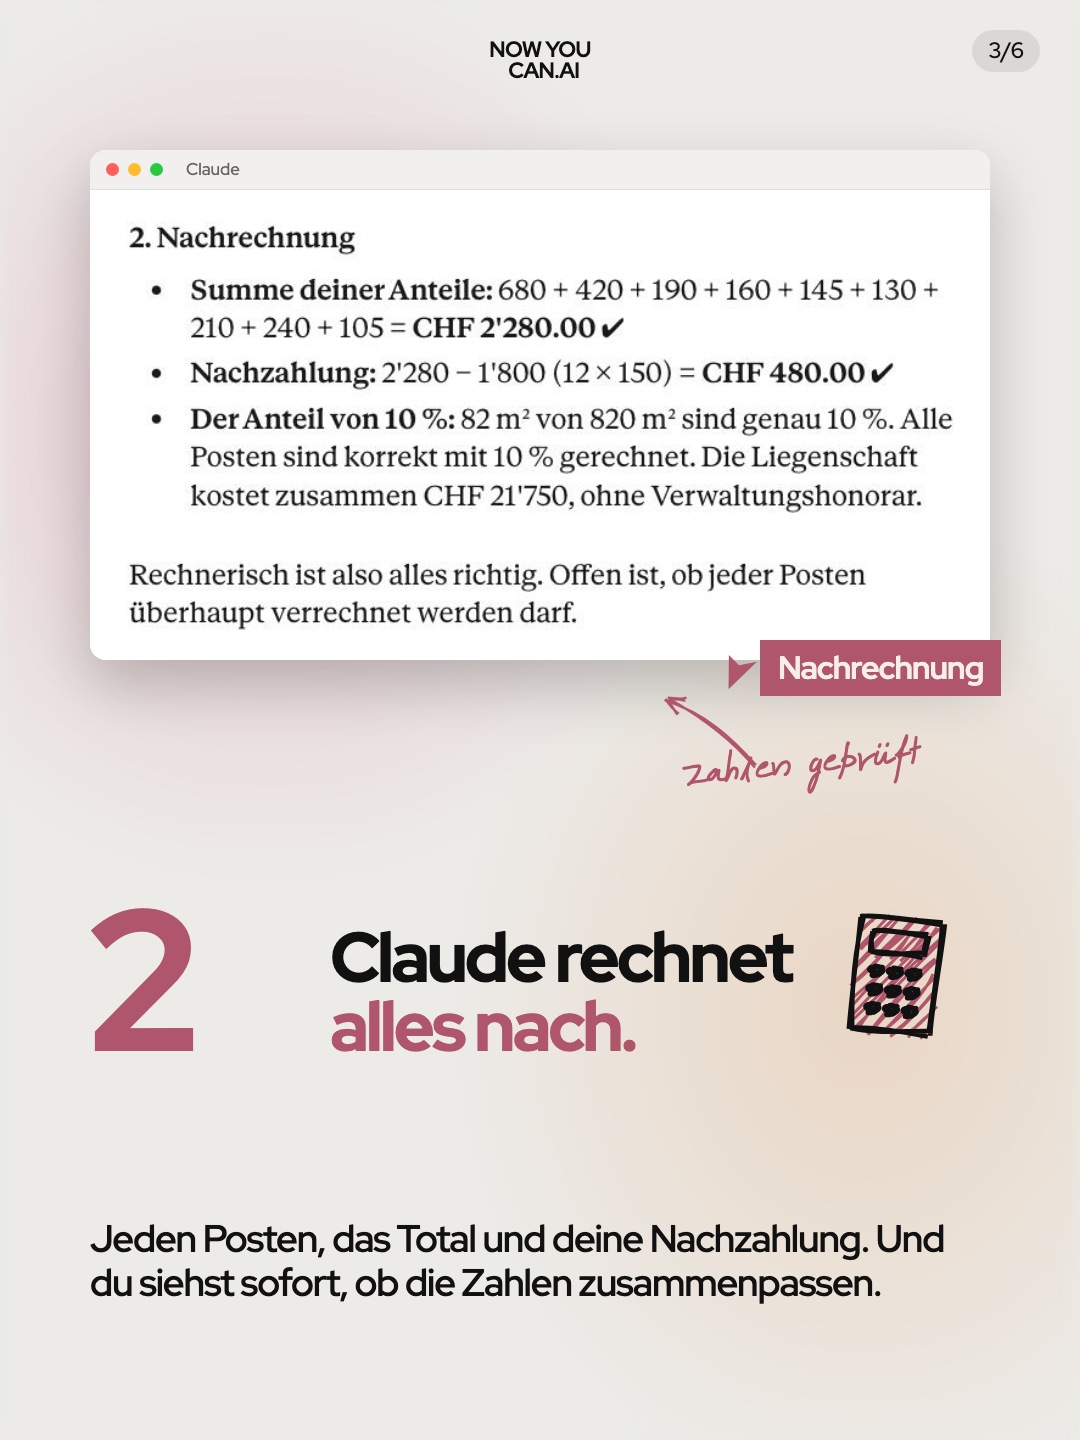 NOW YOU
CAN.AI
3/6
Claude
2. Nachrechnung
• Summe deiner Anteile: 680 + 420 + 190 + 160 + 145 + 130 +
210 + 240 + 105 = CHF 2'280.00 ✔
• Nachzahlung: 2'280 − 1'800 (12 × 150) = CHF 480.00 ✔
• Der Anteil von 10 %: 82 m² von 820 m² sind genau 10 %. Alle
Posten sind korrekt mit 10 % gerechnet. Die Liegenschaft
kostet zusammen CHF 21'750, ohne Verwaltungshonorar.
Rechnerisch ist also alles richtig. Offen ist, ob jeder Posten
überhaupt verrechnet werden darf.
Nachrechnung
zahlen geprüft
2
Claude rechnet
alles nach.
Jeden Posten, das Total und deine Nachzahlung. Und
du siehst sofort, ob die Zahlen zusammenpassen.